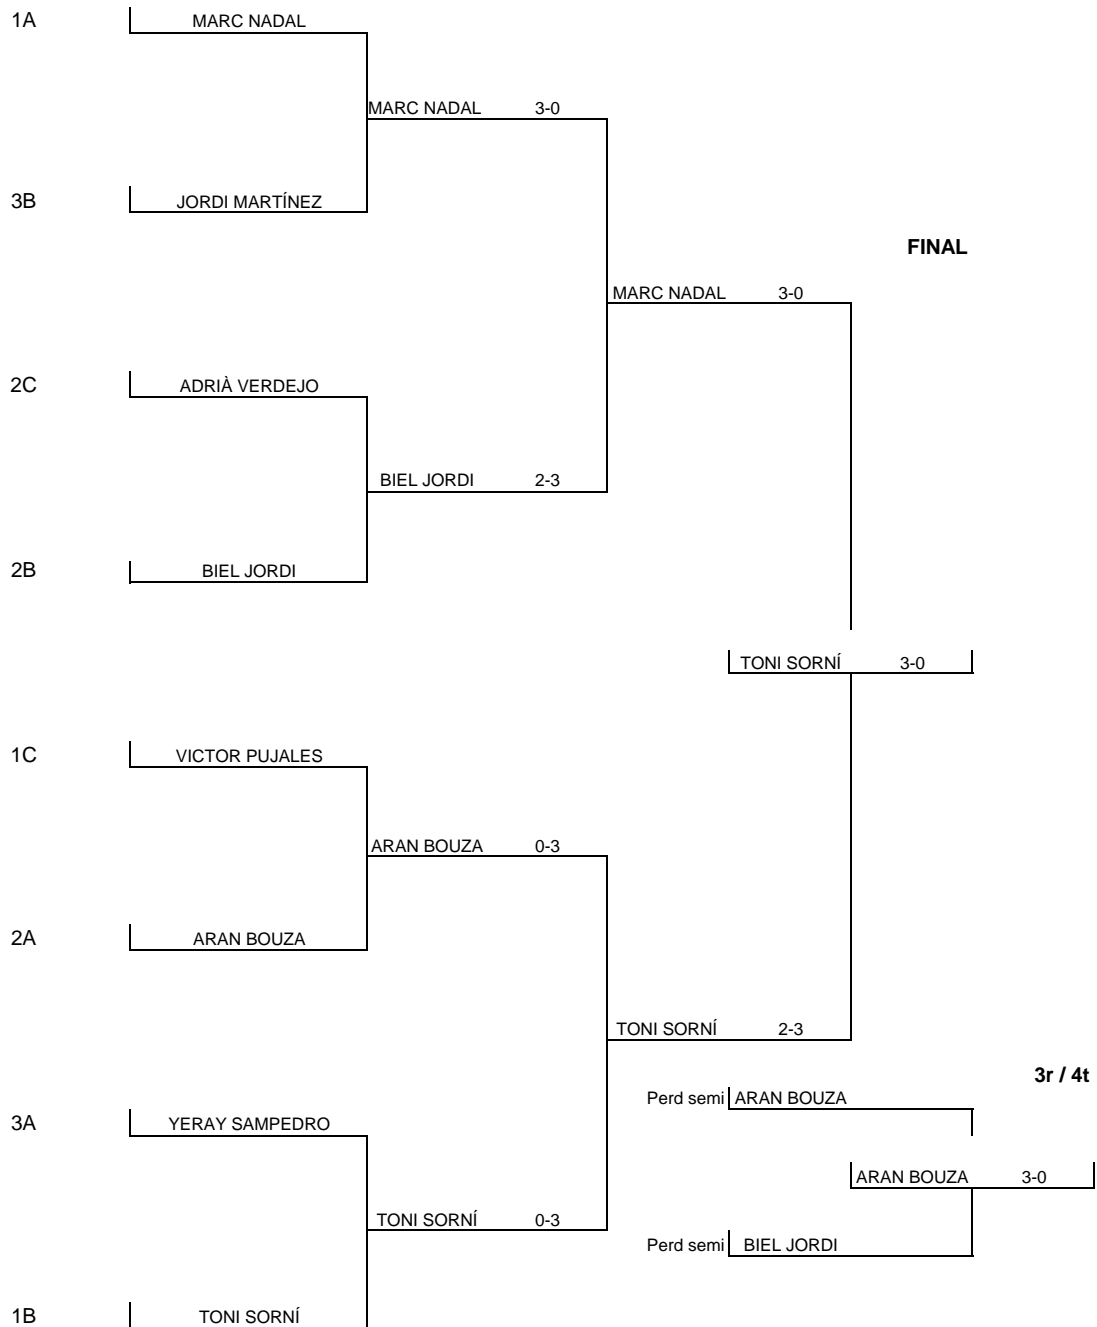 1A MARC NADAL
MARC NADAL 3-0
3B JORDI MARTÍNEZ
FINAL
MARC NADAL 3-0
2C ADRIÀ VERDEJO
BIEL JORDI 2-3
2B BIEL JORDI
TONI SORNÍ 3-0
1C VICTOR PUJALES
ARAN BOUZA 0-3
2A ARAN BOUZA
TONI SORNÍ 2-3
3r / 4t
Perd semi ARAN BOUZA
3A YERAY SAMPEDRO
ARAN BOUZA 3-0
TONI SORNÍ 0-3
Perd semi BIEL JORDI
1B TONI SORNÍ